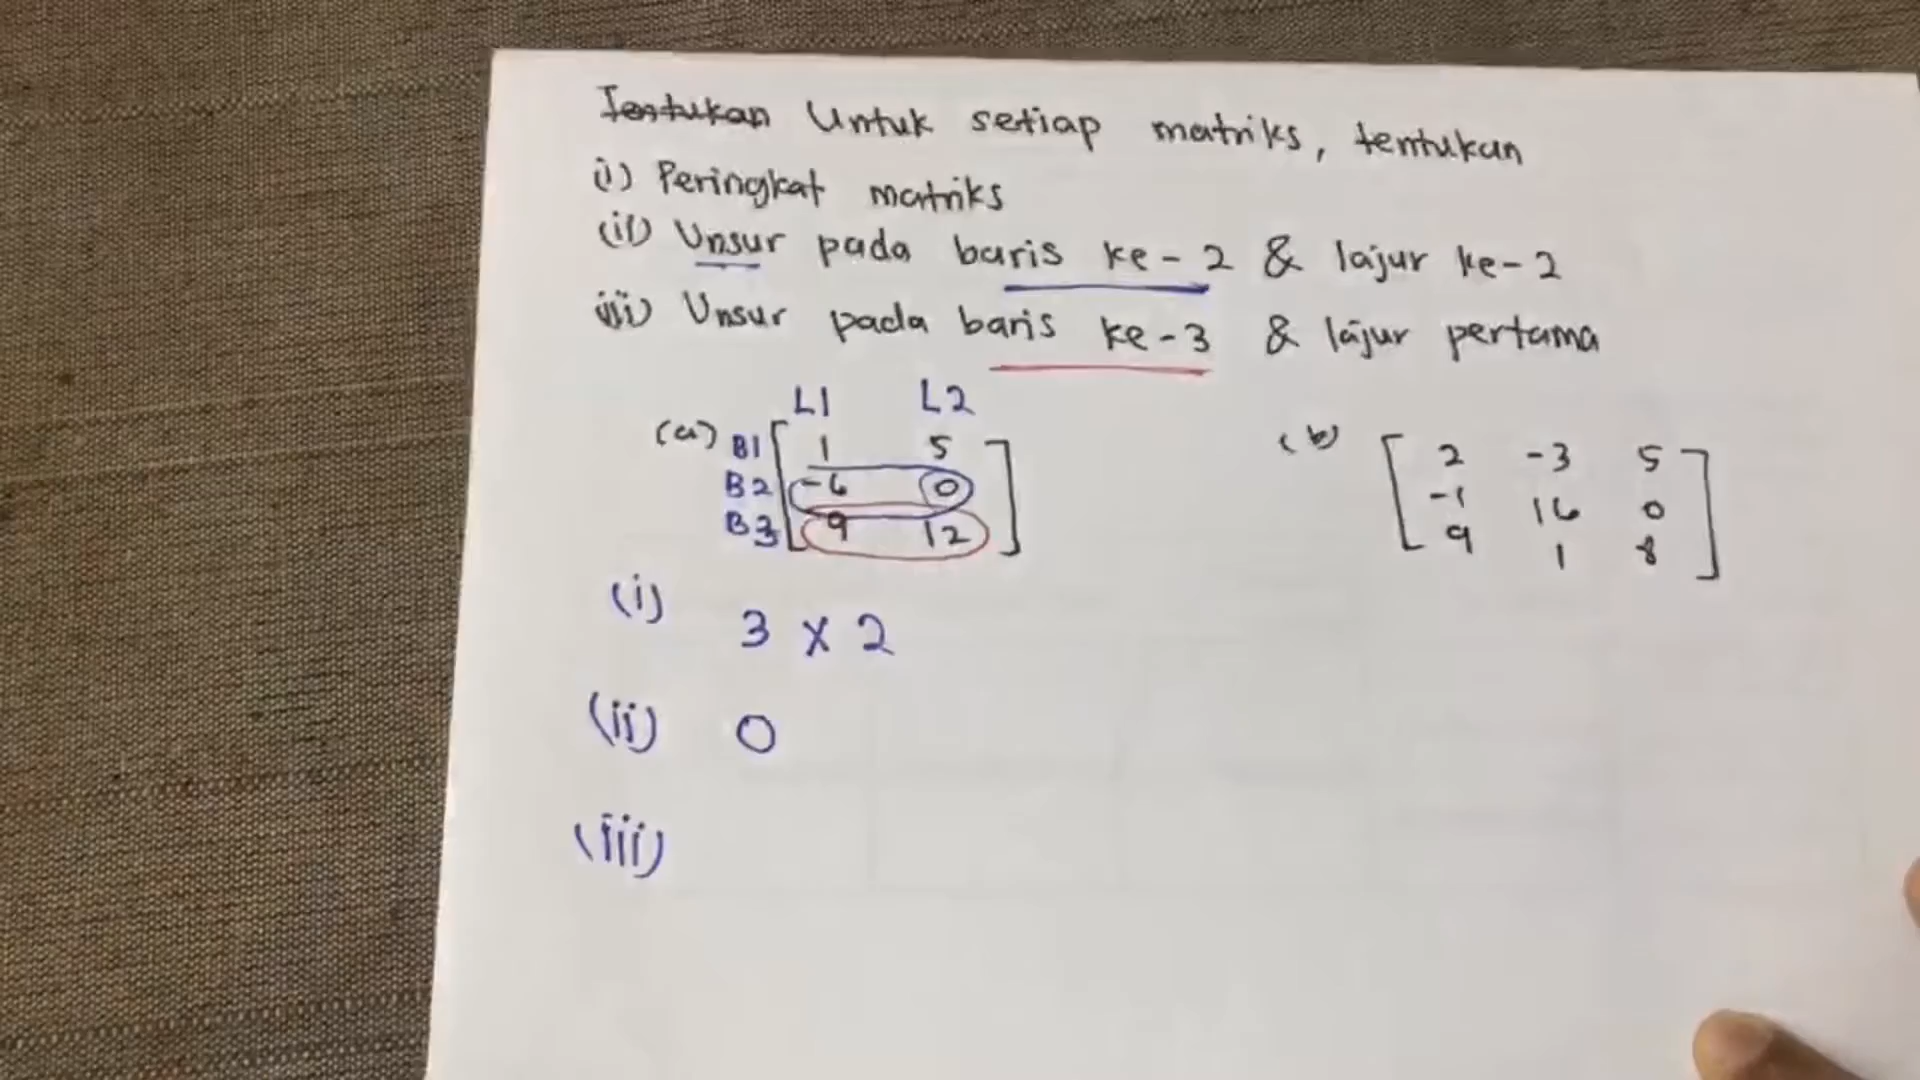 Tentukan Untuk setiap matriks, tentukan
(i) Peringkat matriks
(ii) Unsur pada baris ke-2 & lajur ke-2
(iii) Unsur pada baris ke-3 & lajur pertama
L1 L2
(a) B1 1 5
B2 -6 0
B3 9 12
(b) 2 -3 5
-1 16 0
9 1 8
(i) 3 x 2
(ii) 0
(iii)